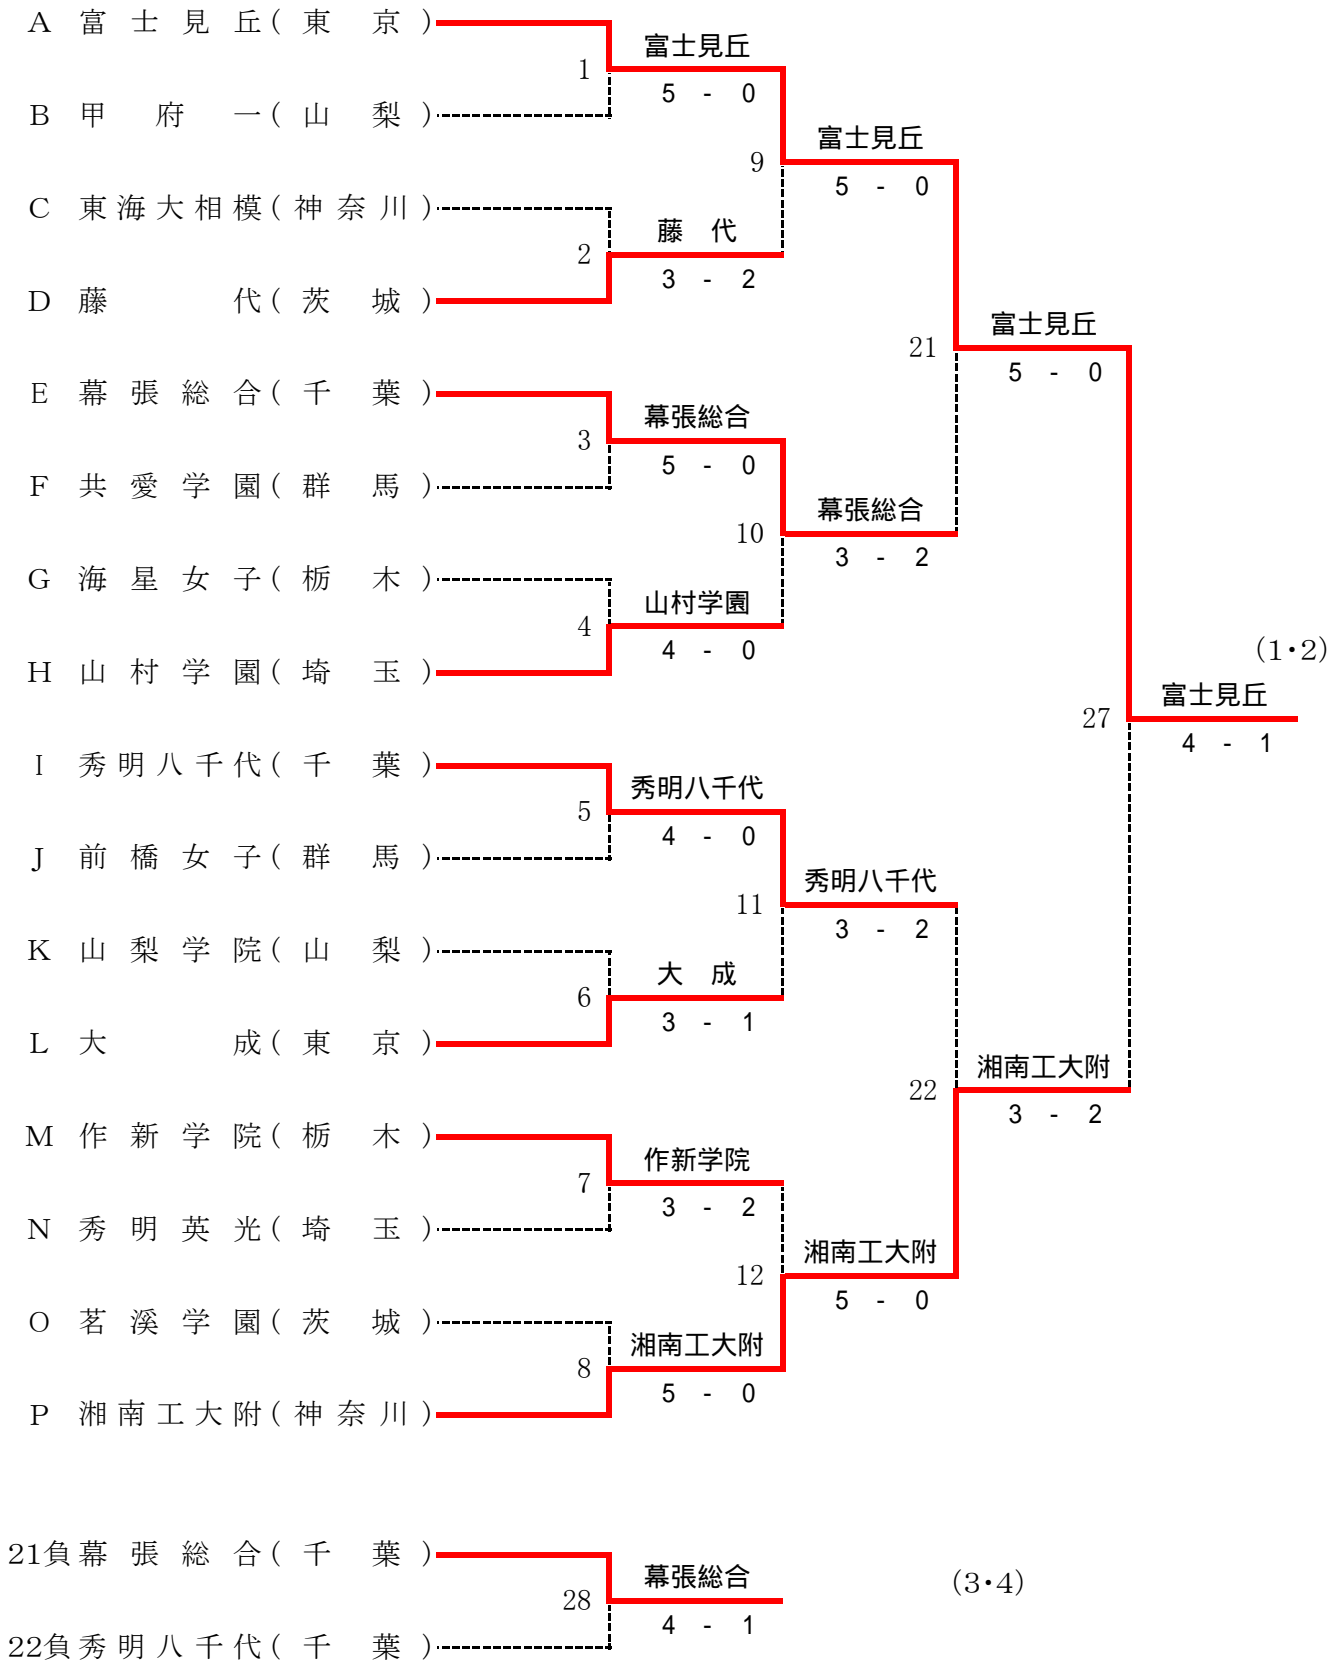 A 富士見丘(東京)
富士見丘
1
5 - 0
B 甲府一(山梨)
富士見丘
9
5 - 0
C 東海大相模(神奈川)
藤代
2
3 - 2
D 藤代(茨城)
富士見丘
21
5 - 0
E 幕張総合(千葉)
幕張総合
3
5 - 0
F 共愛学園(群馬)
幕張総合
10
3 - 2
G 海星女子(栃木)
山村学園
4
4 - 0
(1・2)
H 山村学園(埼玉)
富士見丘
27
4 - 1
I 秀明八千代(千葉)
秀明八千代
5
4 - 0
J 前橋女子(群馬)
秀明八千代
11
3 - 2
K 山梨学院(山梨)
大成
6
3 - 1
L 大成(東京)
湘南工大附
22
3 - 2
M 作新学院(栃木)
作新学院
7
3 - 2
N 秀明英光(埼玉)
湘南工大附
12
5 - 0
O 茗溪学園(茨城)
湘南工大附
8
5 - 0
P 湘南工大附(神奈川)
21負 幕張総合(千葉)
幕張総合
(3・4)
28
4 - 1
22負 秀明八千代(千葉)